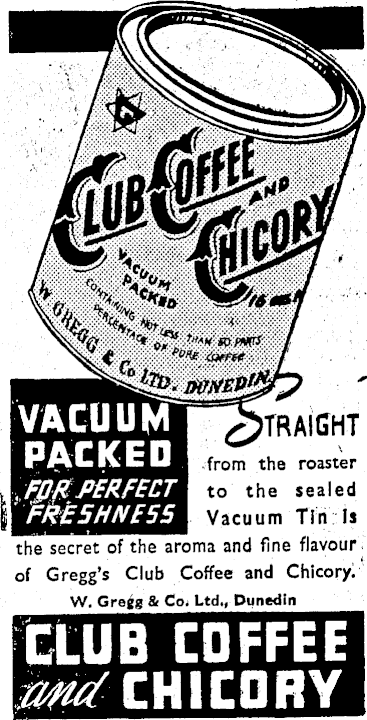 G
CLUB COFFEE
AND
CHICORY
VACUUM
PACKED
16
CONTAINING NOT LESS THAN 60 PARTS
PERCENTAGE OF PURE COFFEE
W. GREGG & Co LTD. DUNEDIN.
VACUUM
PACKED
FOR PERFECT
FRESHNESS
STRAIGHT
from the roaster
to the sealed
Vacuum Tin is
the secret of the aroma and fine flavour
of Gregg's Club Coffee and Chicory.
W. Gregg & Co. Ltd., Dunedin
CLUB COFFEE
and CHICORY